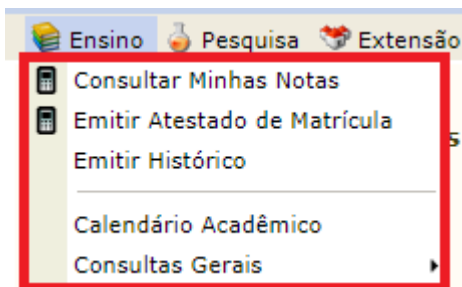 Ensino Pesquisa Extensão
Consultar Minhas Notas
Emitir Atestado de Matrícula
Emitir Histórico
Calendário Acadêmico
Consultas Gerais